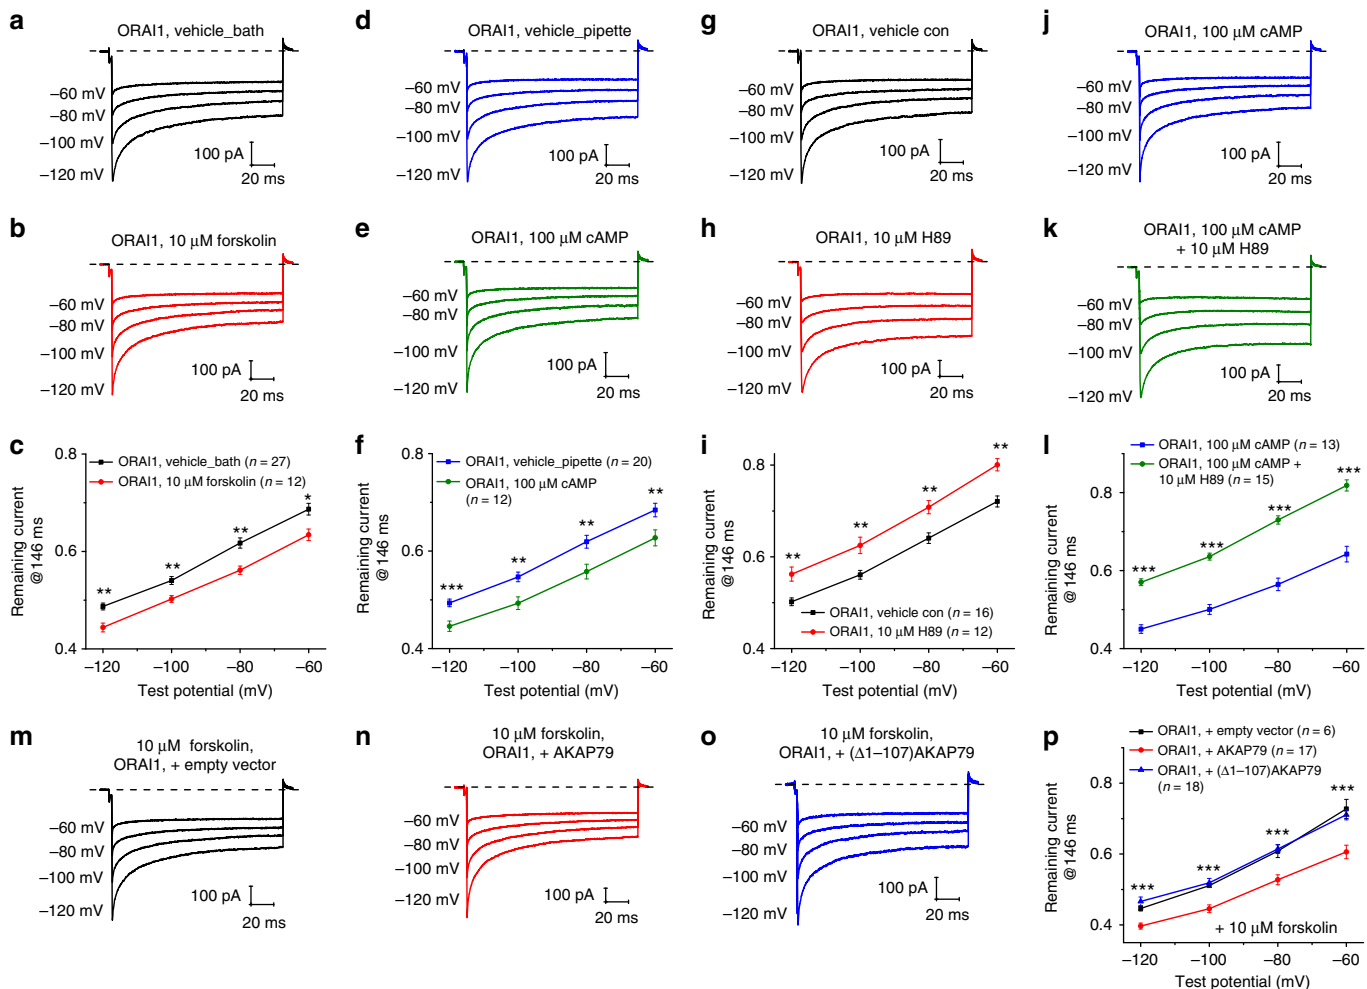 a
ORAI1, vehicle_bath
–60 mV
–80 mV
–100 mV
–120 mV
100 pA
20 ms
d
ORAI1, vehicle_pipette
–60 mV
–80 mV
–100 mV
–120 mV
100 pA
20 ms
g
ORAI1, vehicle con
–60 mV
–80 mV
–100 mV
–120 mV
100 pA
20 ms
j
ORAI1, 100 μM cAMP
–60 mV
–80 mV
–100 mV
–120 mV
100 pA
20 ms
b
ORAI1, 10 μM forskolin
–60 mV
–80 mV
–100 mV
–120 mV
100 pA
20 ms
e
ORAI1, 100 μM cAMP
–60 mV
–80 mV
–100 mV
–120 mV
100 pA
20 ms
h
ORAI1, 10 μM H89
–60 mV
–80 mV
–100 mV
–120 mV
100 pA
20 ms
k
ORAI1, 100 μM cAMP
+ 10 μM H89
–60 mV
–80 mV
–100 mV
–120 mV
100 pA
20 ms
c
ORAI1, vehicle_bath (n = 27)
ORAI1, 10 μM forskolin (n = 12)
Remaining current
@ 146 ms
0.8
0.6
0.4
**
**
**
*
–120
–100
–80
–60
Test potential (mV)
f
ORAI1, vehicle_pipette (n = 20)
ORAI1, 100 μM cAMP
(n = 12)
Remaining current
@ 146 ms
0.8
0.6
0.4
***
**
**
**
–120
–100
–80
–60
Test potential (mV)
i
ORAI1, vehicle con (n = 16)
ORAI1, 10 μM H89 (n = 12)
Remaining current
@ 146 ms
0.8
0.6
0.4
**
**
**
**
–120
–100
–80
–60
Test potential (mV)
l
ORAI1, 100 μM cAMP (n = 13)
ORAI1, 100 μM cAMP +
10 μM H89 (n = 15)
Remaining current
@ 146 ms
0.8
0.6
0.4
***
***
***
***
–120
–100
–80
–60
Test potential (mV)
m
10 μM forskolin,
ORAI1, + empty vector
–60 mV
–80 mV
–100 mV
–120 mV
100 pA
20 ms
n
10 μM forskolin,
ORAI1, + AKAP79
–60 mV
–80 mV
–100 mV
–120 mV
100 pA
20 ms
o
10 μM forskolin,
ORAI1, + (Δ1–107)AKAP79
–60 mV
–80 mV
–100 mV
–120 mV
100 pA
20 ms
p
ORAI1, + empty vector (n = 6)
ORAI1, + AKAP79 (n = 17)
ORAI1, + (Δ1–107)AKAP79
(n = 18)
Remaining current
@ 146 ms
0.8
0.6
0.4
***
***
***
***
+ 10 μM forskolin
–120
–100
–80
–60
Test potential (mV)